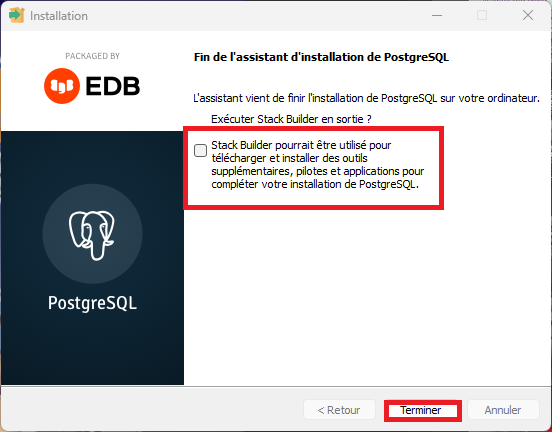 Installation
PACKAGED BY
EDB
Fin de l'assistant d'installation de PostgreSQL
L'assistant vient de finir l'installation de PostgreSQL sur votre ordinateur.
Exécuter Stack Builder en sortie ?
Stack Builder pourrait être utilisé pour
télécharger et installer des outils
supplémentaires, pilotes et applications pour
compléter votre installation de PostgreSQL.
PostgreSQL
< Retour
Terminer
Annuler